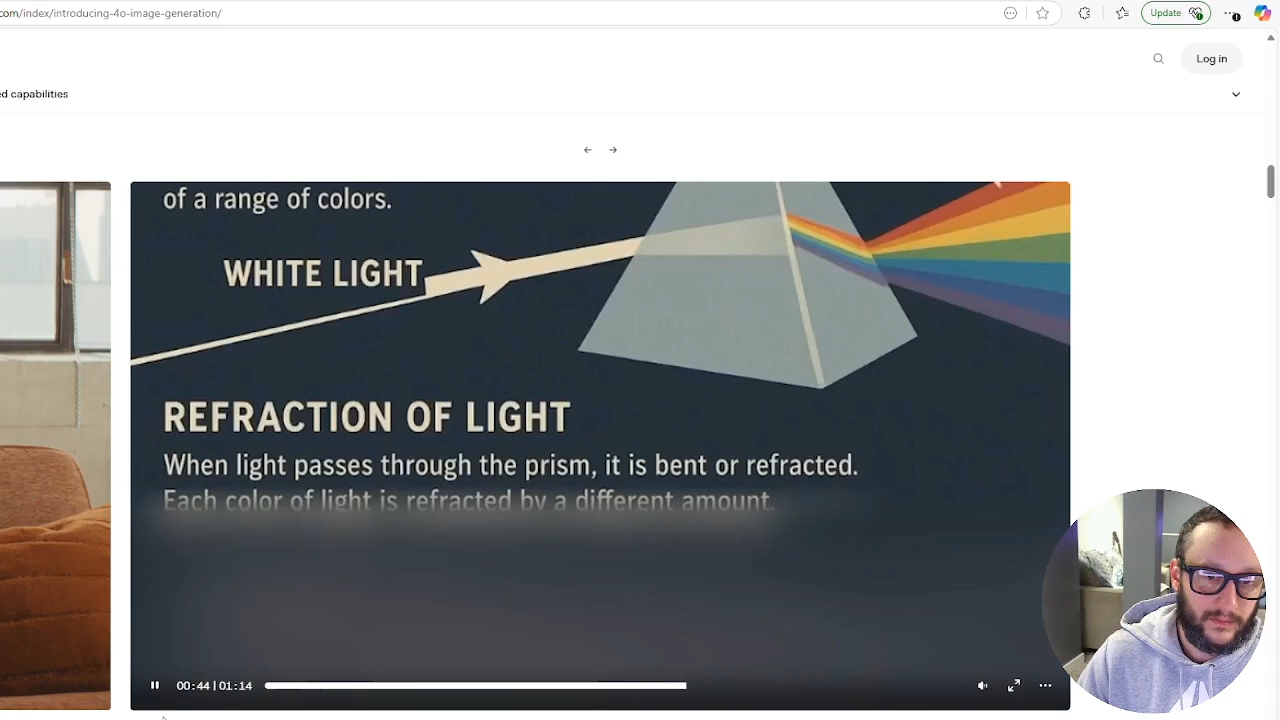 com/index/introducing-4o-image-generation/
Update
Log in
ed capabilities
of a range of colors.
WHITE LIGHT
REFRACTION OF LIGHT
When light passes through the prism, it is bent or refracted.
Each color of light is refracted by a different amount.
00:44 | 01:14